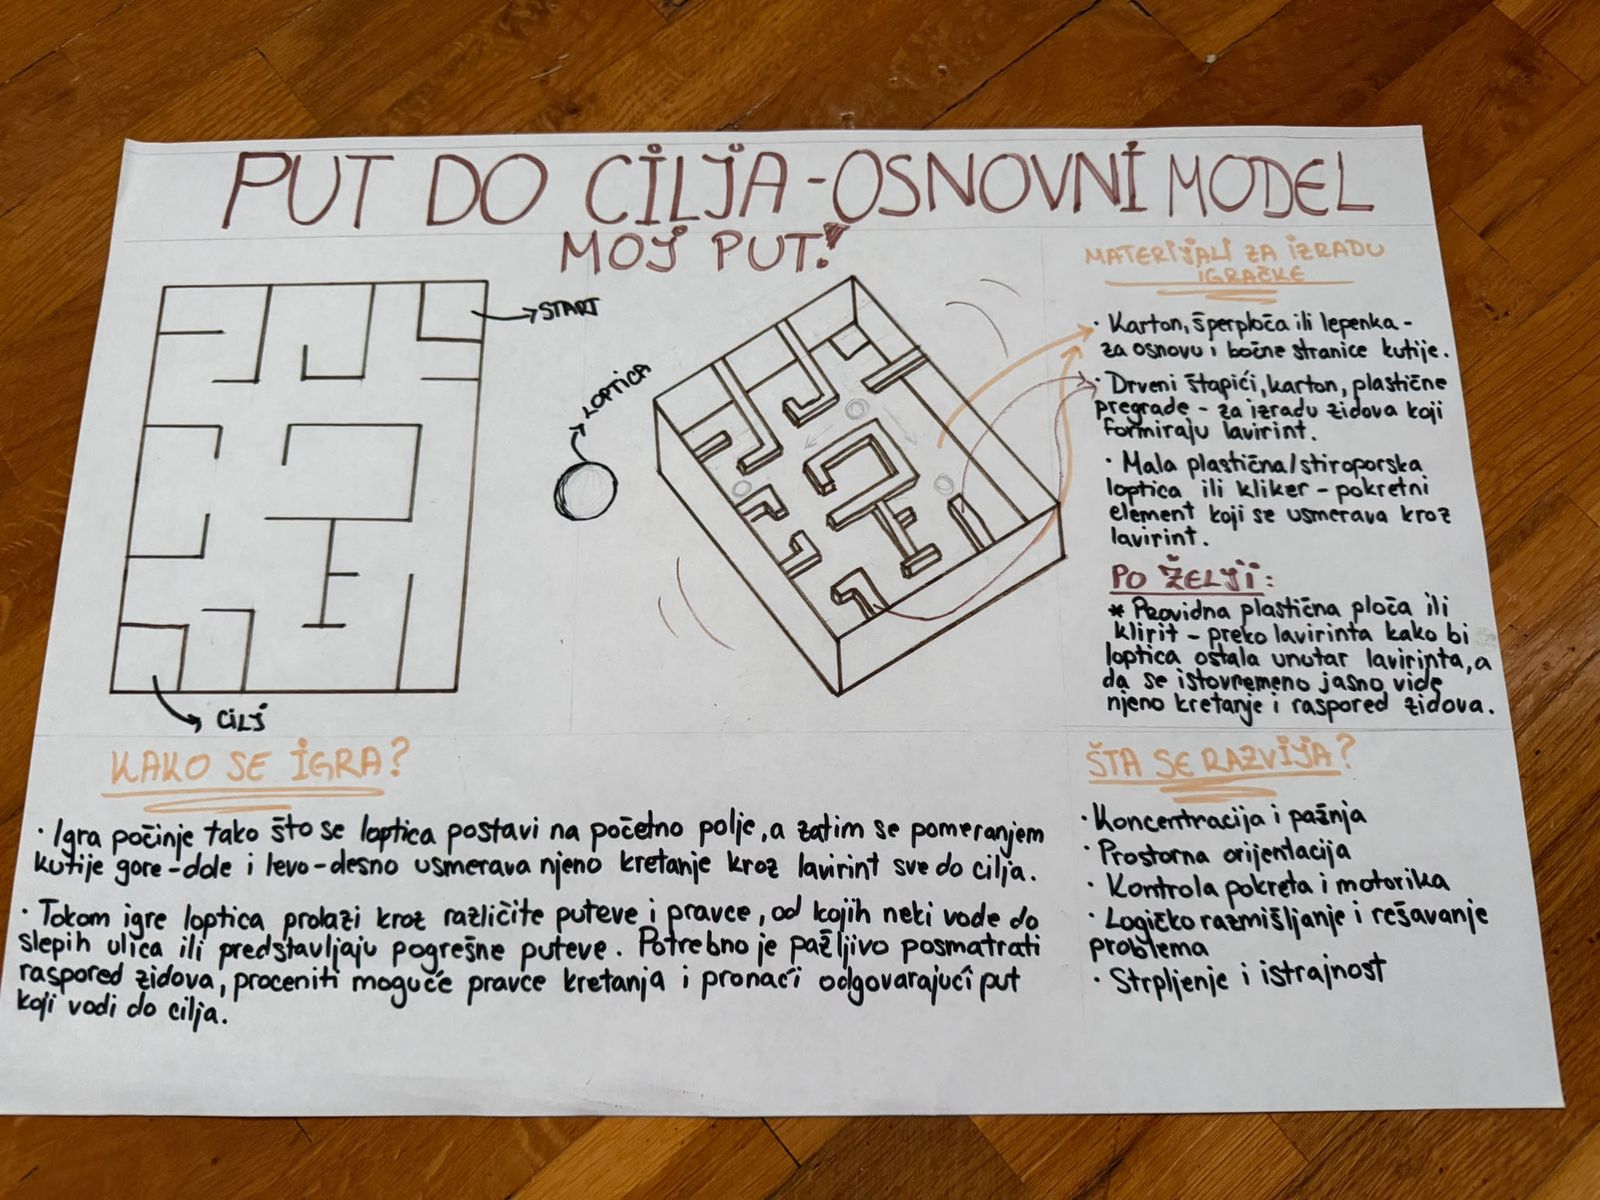 PUT DO CILJA - OSNOVNI MODEL
MOJ PUT!
START
CILJ
LOPTICA
MATERIJALI ZA IZRADU
IGRAČKE
· Karton, šperploča ili lepenka -
za osnovu i bočne stranice kutije.
· Drveni štapići, karton, plastične
pregrade - za izradu zidova koji
formiraju lavirint.
· Mala plastična/stiroporska
loptica ili kliker - pokretni
element koji se usmerava kroz
lavirint.
PO ŽELJI:
* Providna plastična ploča ili
klirit - preko lavirinta kako bi
loptica ostala unutar lavirinta, a
da se istovremeno jasno vide
njeno kretanje i raspored zidova.
KAKO SE IGRA?
· Igra počinje tako što se loptica postavi na početno polje, a zatim se pomeranjem
kutije gore-dole i levo-desno usmerava njeno kretanje kroz lavirint sve do cilja.
· Tokom igre loptica prolazi kroz različite puteve i pravce, od kojih neki vode do
slepih ulica ili predstavljaju pogrešne puteve. Potrebno je pažljivo posmatrati
raspored zidova, proceniti moguće pravce kretanja i pronaći odgovarajući put
koji vodi do cilja.
ŠTA SE RAZVIJA?
· Koncentracija i pažnja
· Prostorna orijentacija
· Kontrola pokreta i motorika
· Logičko razmišljanje i rešavanje
problema
· Strpljenje i istrajnost